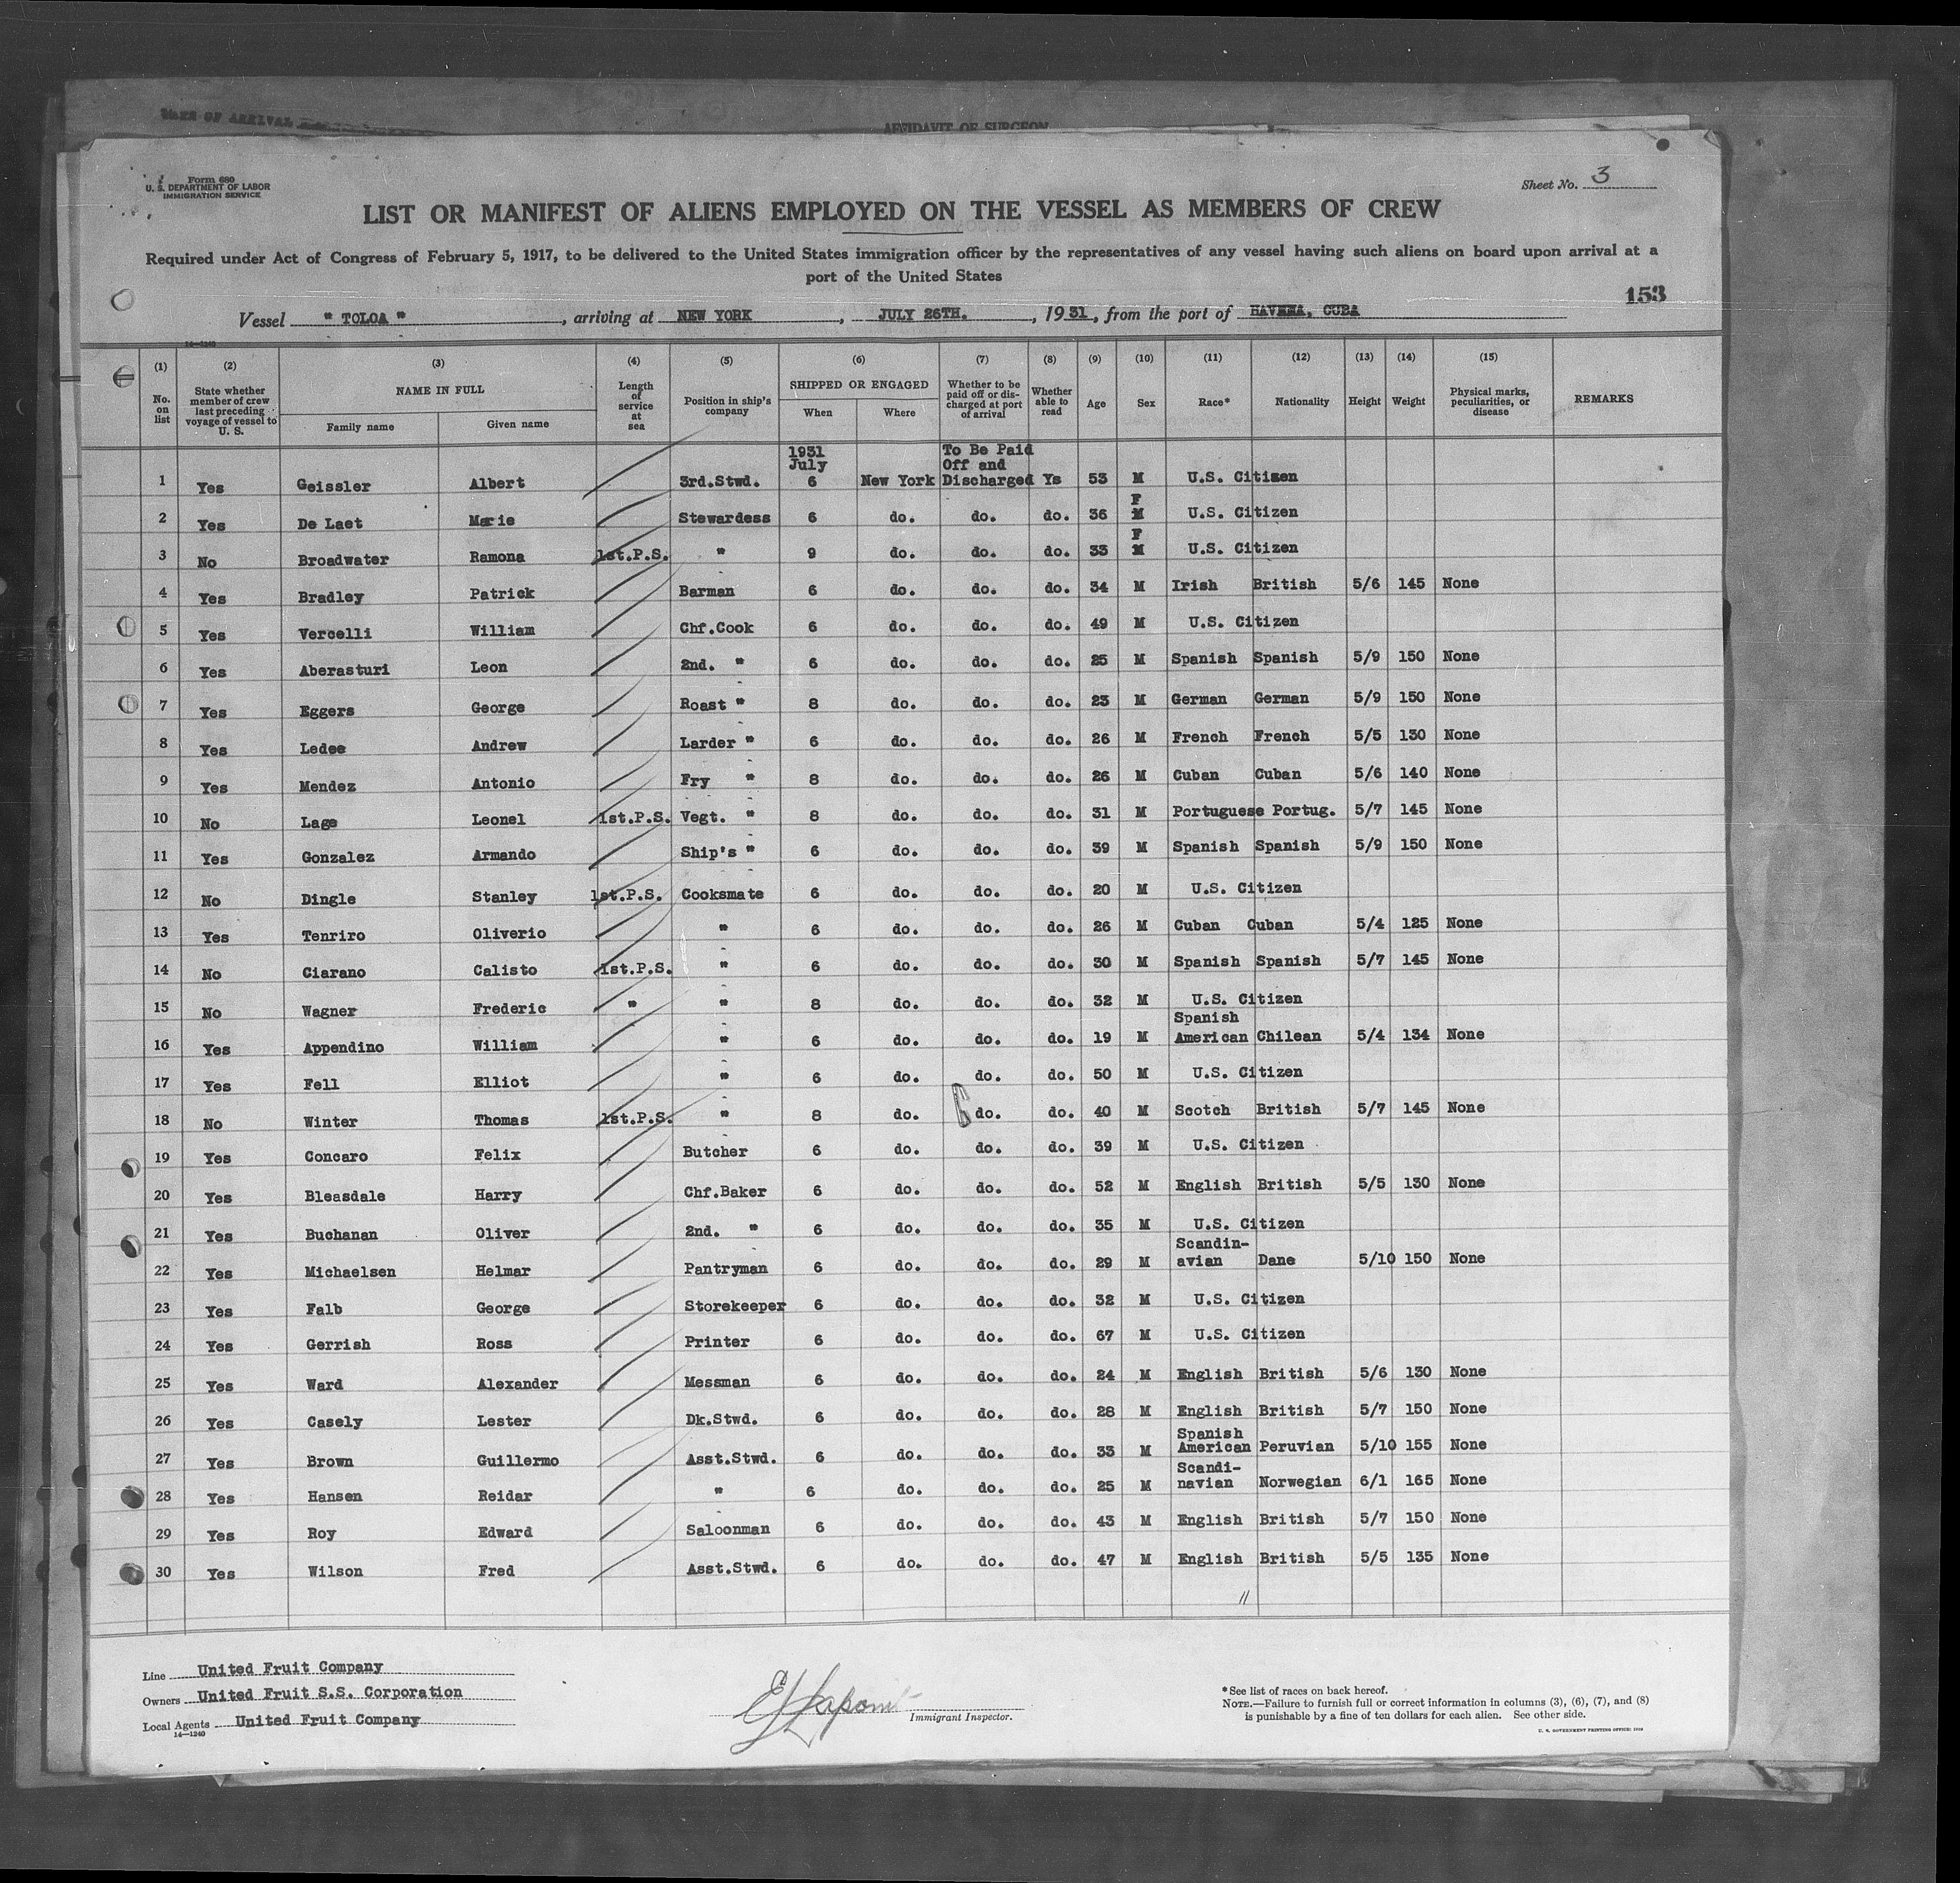 AFFIDAVIT OF SURGEON
Form 680
U. S. DEPARTMENT OF LABOR
IMMIGRATION SERVICE
Sheet No. 3
LIST OR MANIFEST OF ALIENS EMPLOYED ON THE VESSEL AS MEMBERS OF CREW
Required under Act of Congress of February 5, 1917, to be delivered to the United States immigration officer by the representatives of any vessel having such aliens on board upon arrival at a
port of the United States
153
Vessel " TOLOA ", arriving at NEW YORK, JULY 26TH., 1931, from the port of HAVENA, CUBA
14—1240
(1) (2) (3) (4) (5) (6) (7) (8) (9) (10) (11) (12) (13) (14) (15)
No. on list State whether member of crew last preceding voyage of vessel to U. S. NAME IN FULL Length of service at sea Position in ship's company SHIPPED OR ENGAGED Whether to be paid off or discharged at port of arrival Whether able to read Age Sex Race* Nationality Height Weight Physical marks, peculiarities, or disease REMARKS
Family name Given name When Where
1931 To Be Paid
July Off and
1 Yes Geissler Albert 3rd.Stwd. 6 New York Discharged Ys 53 M U.S. Citizen
F
2 Yes De Laet Marie Stewardess 6 do. do. do. 36 M U.S. Citizen
F
3 No Broadwater Ramona 1st.P.S. " 9 do. do. do. 33 M U.S. Citizen
4 Yes Bradley Patrick Barman 6 do. do. do. 34 M Irish British 5/6 145 None
5 Yes Vercelli William Chf.Cook 6 do. do. do. 49 M U.S. Citizen
6 Yes Aberasturi Leon 2nd. " 6 do. do. do. 25 M Spanish Spanish 5/9 150 None
7 Yes Eggers George Roast " 8 do. do. do. 23 M German German 5/9 150 None
8 Yes Ledee Andrew Larder " 6 do. do. do. 26 M French French 5/5 130 None
9 Yes Mendez Antonio Fry " 8 do. do. do. 26 M Cuban Cuban 5/6 140 None
10 No Lage Leonel 1st.P.S. Vegt. " 8 do. do. do. 31 M Portuguese Portug. 5/7 145 None
11 Yes Gonzalez Armando Ship's " 6 do. do. do. 39 M Spanish Spanish 5/9 150 None
12 No Dingle Stanley 1st.P.S. Cooksmate 6 do. do. do. 20 M U.S. Citizen
13 Yes Tenriro Oliverio " 6 do. do. do. 26 M Cuban Cuban 5/4 125 None
14 No Ciarano Calisto 1st.P.S. " 6 do. do. do. 30 M Spanish Spanish 5/7 145 None
15 No Wagner Frederic " " 8 do. do. do. 32 M U.S. Citizen
Spanish
16 Yes Appendino William " 6 do. do. do. 19 M American Chilean 5/4 134 None
17 Yes Fell Elliot " 6 do. do. do. 50 M U.S. Citizen
18 No Winter Thomas 1st.P.S. " 8 do. do. do. 40 M Scotch British 5/7 145 None
19 Yes Concaro Felix Butcher 6 do. do. do. 39 M U.S. Citizen
20 Yes Bleasdale Harry Chf.Baker 6 do. do. do. 52 M English British 5/5 130 None
21 Yes Buchanan Oliver 2nd. " 6 do. do. do. 35 M U.S. Citizen
Scandin-
22 Yes Michaelsen Helmar Pantryman 6 do. do. do. 29 M avian Dane 5/10 150 None
23 Yes Falb George Storekeeper 6 do. do. do. 32 M U.S. Citizen
24 Yes Gerrish Ross Printer 6 do. do. do. 67 M U.S. Citizen
25 Yes Ward Alexander Messman 6 do. do. do. 24 M English British 5/6 130 None
26 Yes Casely Lester Dk.Stwd. 6 do. do. do. 28 M English British 5/7 150 None
Spanish
27 Yes Brown Guillermo Asst.Stwd. 6 do. do. do. 33 M American Peruvian 5/10 155 None
Scandi-
28 Yes Hansen Reidar " 6 do. do. do. 25 M navian Norwegian 6/1 165 None
29 Yes Roy Edward Saloonman 6 do. do. do. 43 M English British 5/7 150 None
30 Yes Wilson Fred Asst.Stwd. 6 do. do. do. 47 M English British 5/5 135 None
Line United Fruit Company
Owners United Fruit S.S. Corporation
Local Agents United Fruit Company
14—1240
Immigrant Inspector.
*See list of races on back hereof.
NOTE.—Failure to furnish full or correct information in columns (3), (6), (7), and (8)
is punishable by a fine of ten dollars for each alien. See other side.